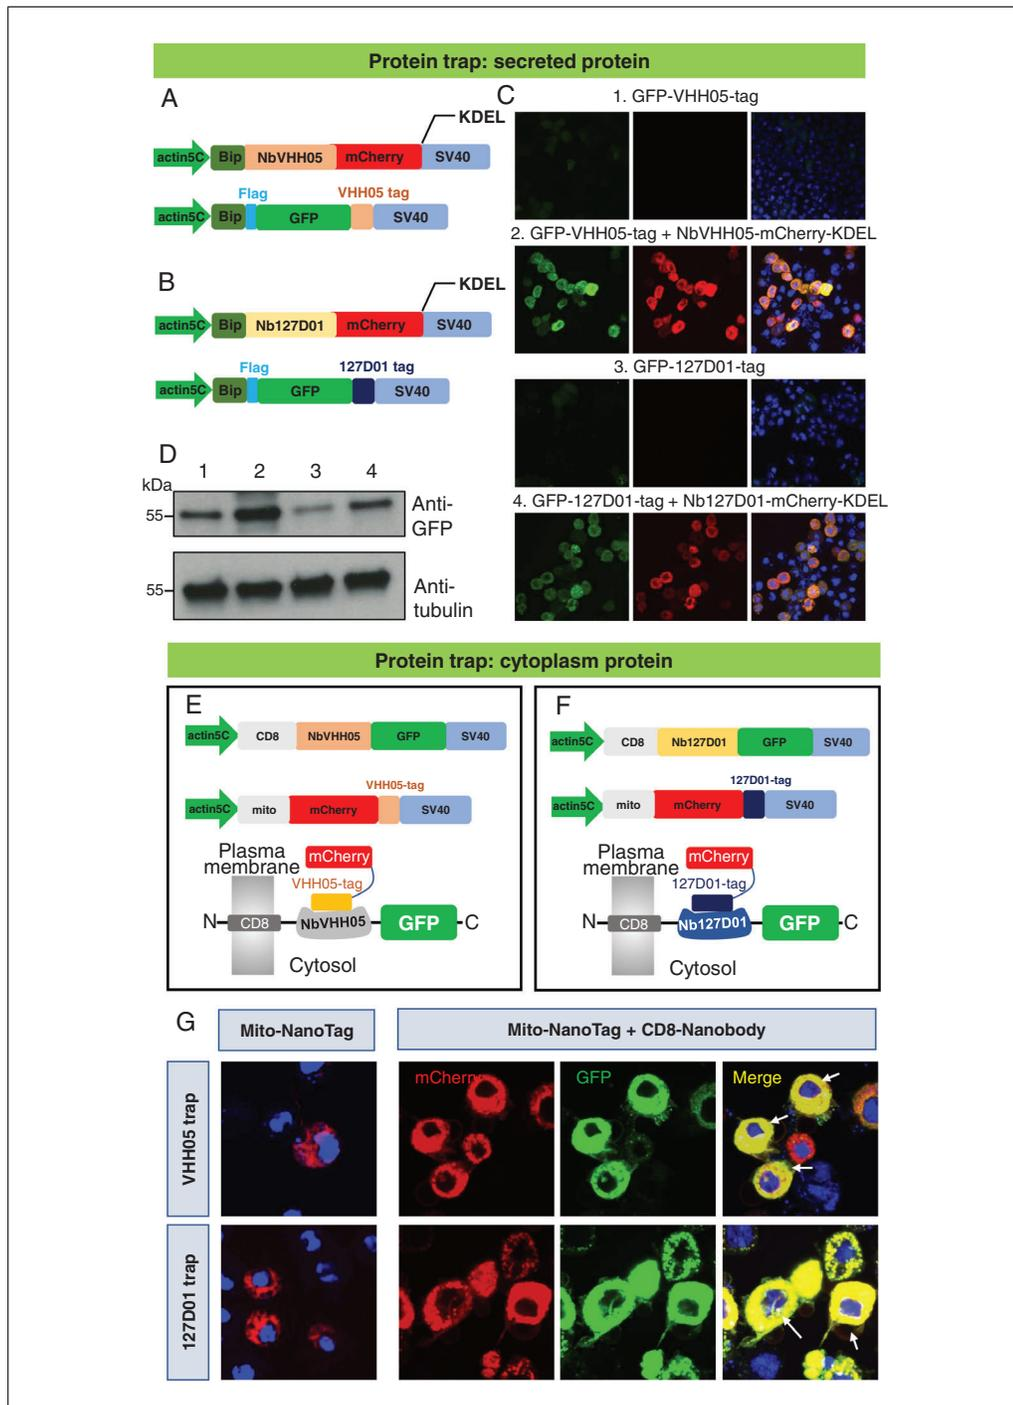 Protein trap: secreted protein
A
KDEL
actin5C Bip NbVHH05 mCherry SV40
Flag VHH05 tag
actin5C Bip GFP SV40
B
KDEL
actin5C Bip Nb127D01 mCherry SV40
Flag 127D01 tag
actin5C Bip GFP SV40
C
1. GFP-VHH05-tag
2. GFP-VHH05-tag + NbVHH05-mCherry-KDEL
3. GFP-127D01-tag
4. GFP-127D01-tag + Nb127D01-mCherry-KDEL
D
1 2 3 4
kDa
55
Anti-
GFP
55
Anti-
tubulin
Protein trap: cytoplasm protein
E
actin5C CD8 NbVHH05 GFP SV40
VHH05-tag
actin5C mito mCherry SV40
Plasma
membrane
mCherry
VHH05-tag
N CD8 NbVHH05 GFP C
Cytosol
F
actin5C CD8 Nb127D01 GFP SV40
127D01-tag
actin5C mito mCherry SV40
Plasma
membrane
mCherry
127D01-tag
N CD8 Nb127D01 GFP C
Cytosol
G
Mito-NanoTag
Mito-NanoTag + CD8-Nanobody
VHH05 trap
mCherry GFP Merge
127D01 trap